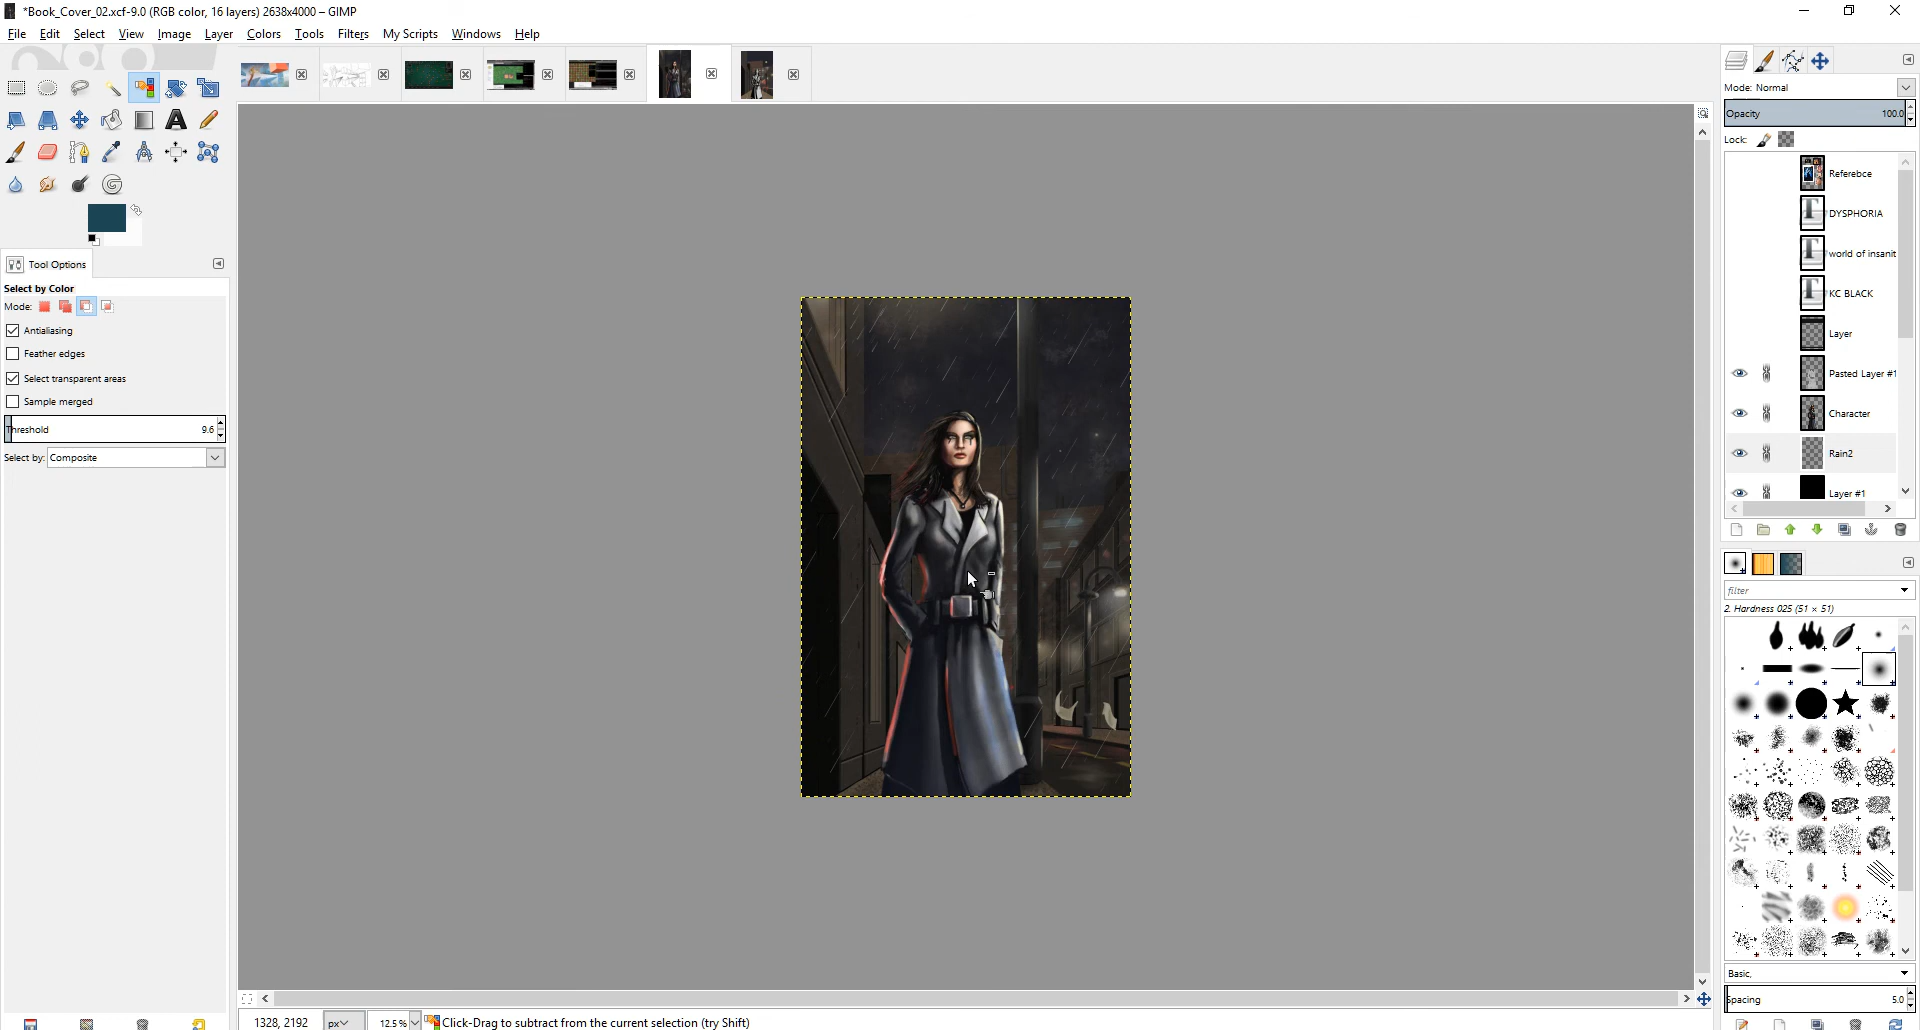 *Book_Cover_02.xcf-9.0 (RGB color, 16 layers) 2638x4000 – GIMP
File Edit Select View Image Layer Colors Tools Filters My Scripts Windows Help
Mode: Normal
Opacity 100.0
Lock:
Referebce
DYSPHORIA
world of insanit
KC BLACK
Layer
Pasted Layer #1
Character
Rain2
Layer #1
Tool Options
Select by Color
Mode:
Antialiasing
Feather edges
Select transparent areas
Sample merged
Threshold 9.6
Select by: Composite
filter
2. Hardness 025 (51 × 51)
Basic,
Spacing 5.0
1328, 2192 px 12.5% Click-Drag to subtract from the current selection (try Shift)